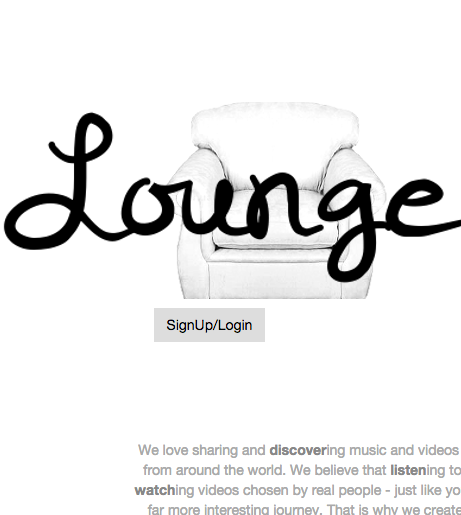 Lounge
SignUp/Login
We love sharing and discovering music and videos
from around the world. We believe that listening to
watching videos chosen by real people - just like yo
far more interesting journey. That is why we create